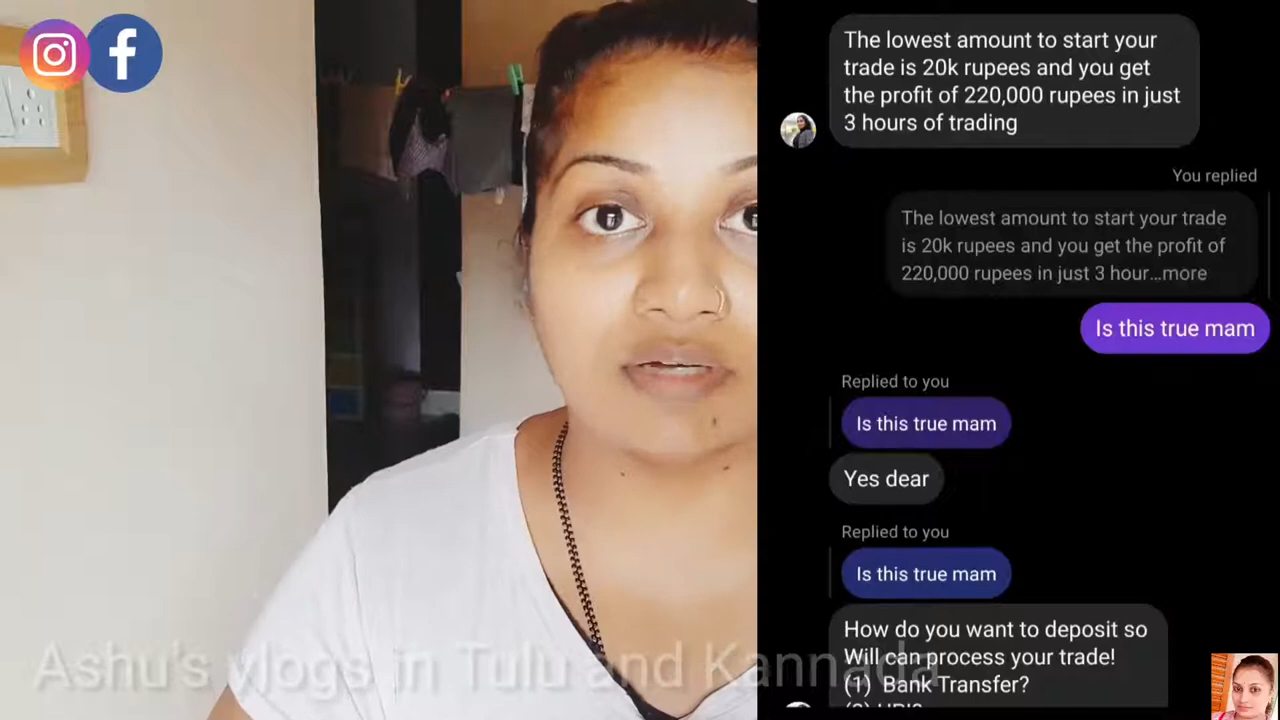 The lowest amount to start your
trade is 20k rupees and you get
the profit of 220,000 rupees in just
3 hours of trading
You replied
The lowest amount to start your trade
is 20k rupees and you get the profit of
220,000 rupees in just 3 hour...more
Is this true mam
Replied to you
Is this true mam
Yes dear
Replied to you
Is this true mam
How do you want to deposit so
Will can process your trade!
(1) Bank Transfer?
Ashu's vlogs in Tulu and Kannada